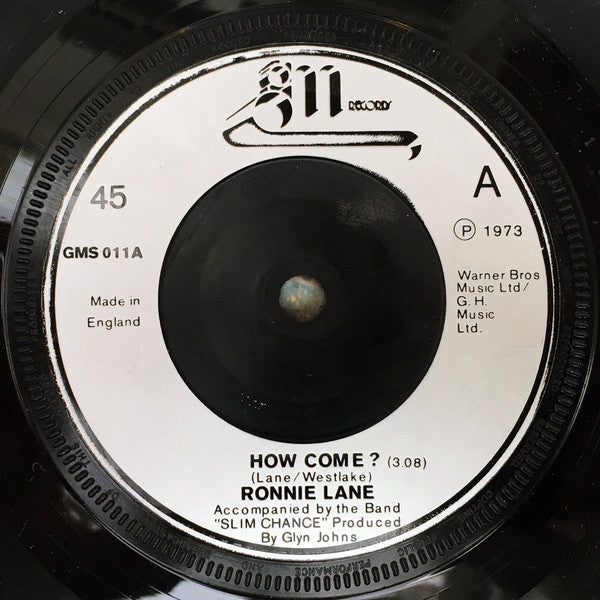 GM
RECORDS
45
A
GMS 011A
Ⓟ 1973
Made in
England
Warner Bros
Music Ltd/
G. H.
Music
Ltd.
HOW COME? (3.08)
(Lane/Westlake)
RONNIE LANE
Accompanied by the Band
"SLIM CHANCE" Produced
By Glyn Johns